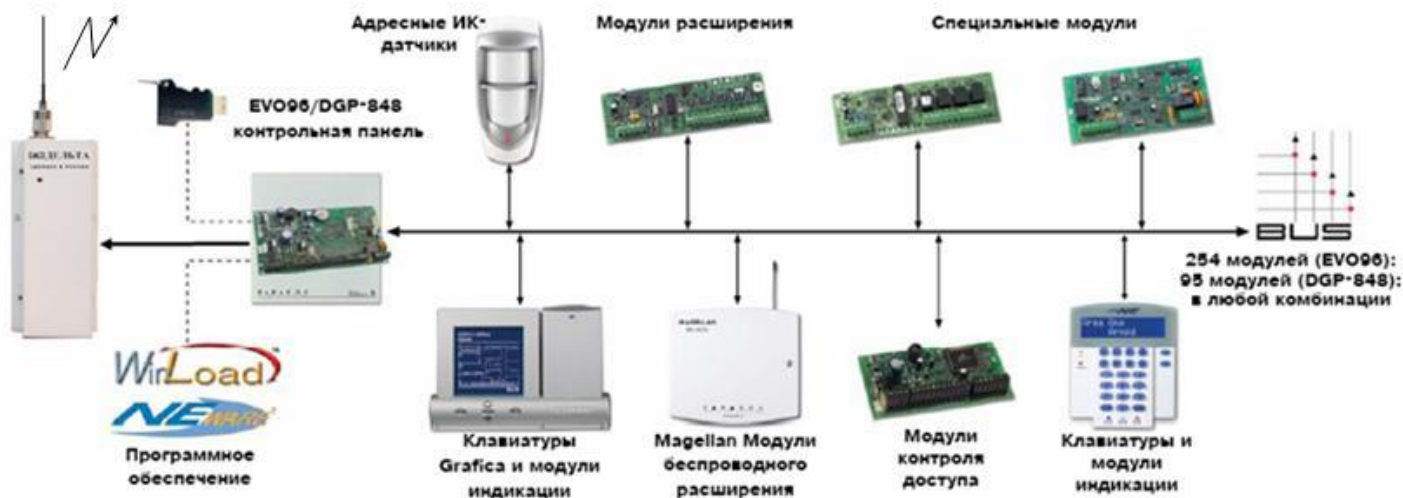 Адресные ИК-
датчики
Модули расширения
Специальные модули
EVO96/DGP-848
контрольная панель
BUS
254 модулей (EVO96):
95 модулей (DGP-848):
в любой комбинации
WinLoad
Программное
обеспечение
Клавиатуры
Grafica и модули
индикации
MAGELLAN
Magellan Модули
беспроводного
расширения
Модули
контроля
доступа
Клавиатуры и
модули
индикации